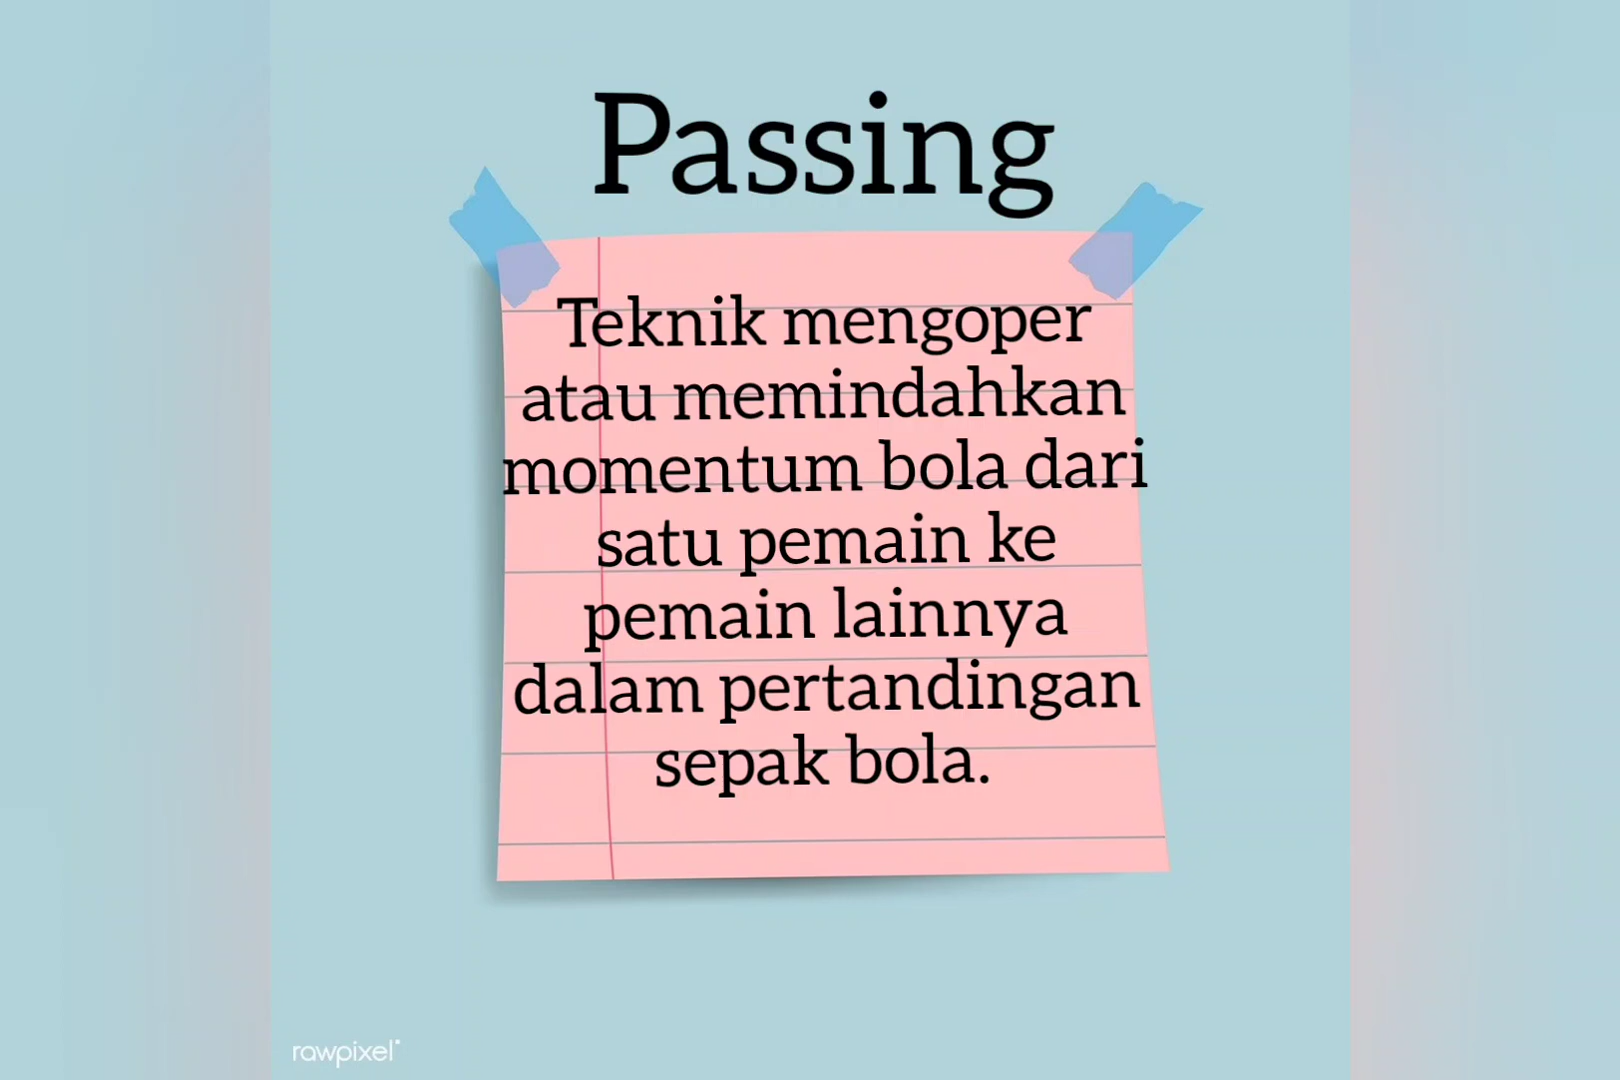 Passing
Teknik mengoper
atau memindahkan
momentum bola dari
satu pemain ke
pemain lainnya
dalam pertandingan
sepak bola.
rawpixel